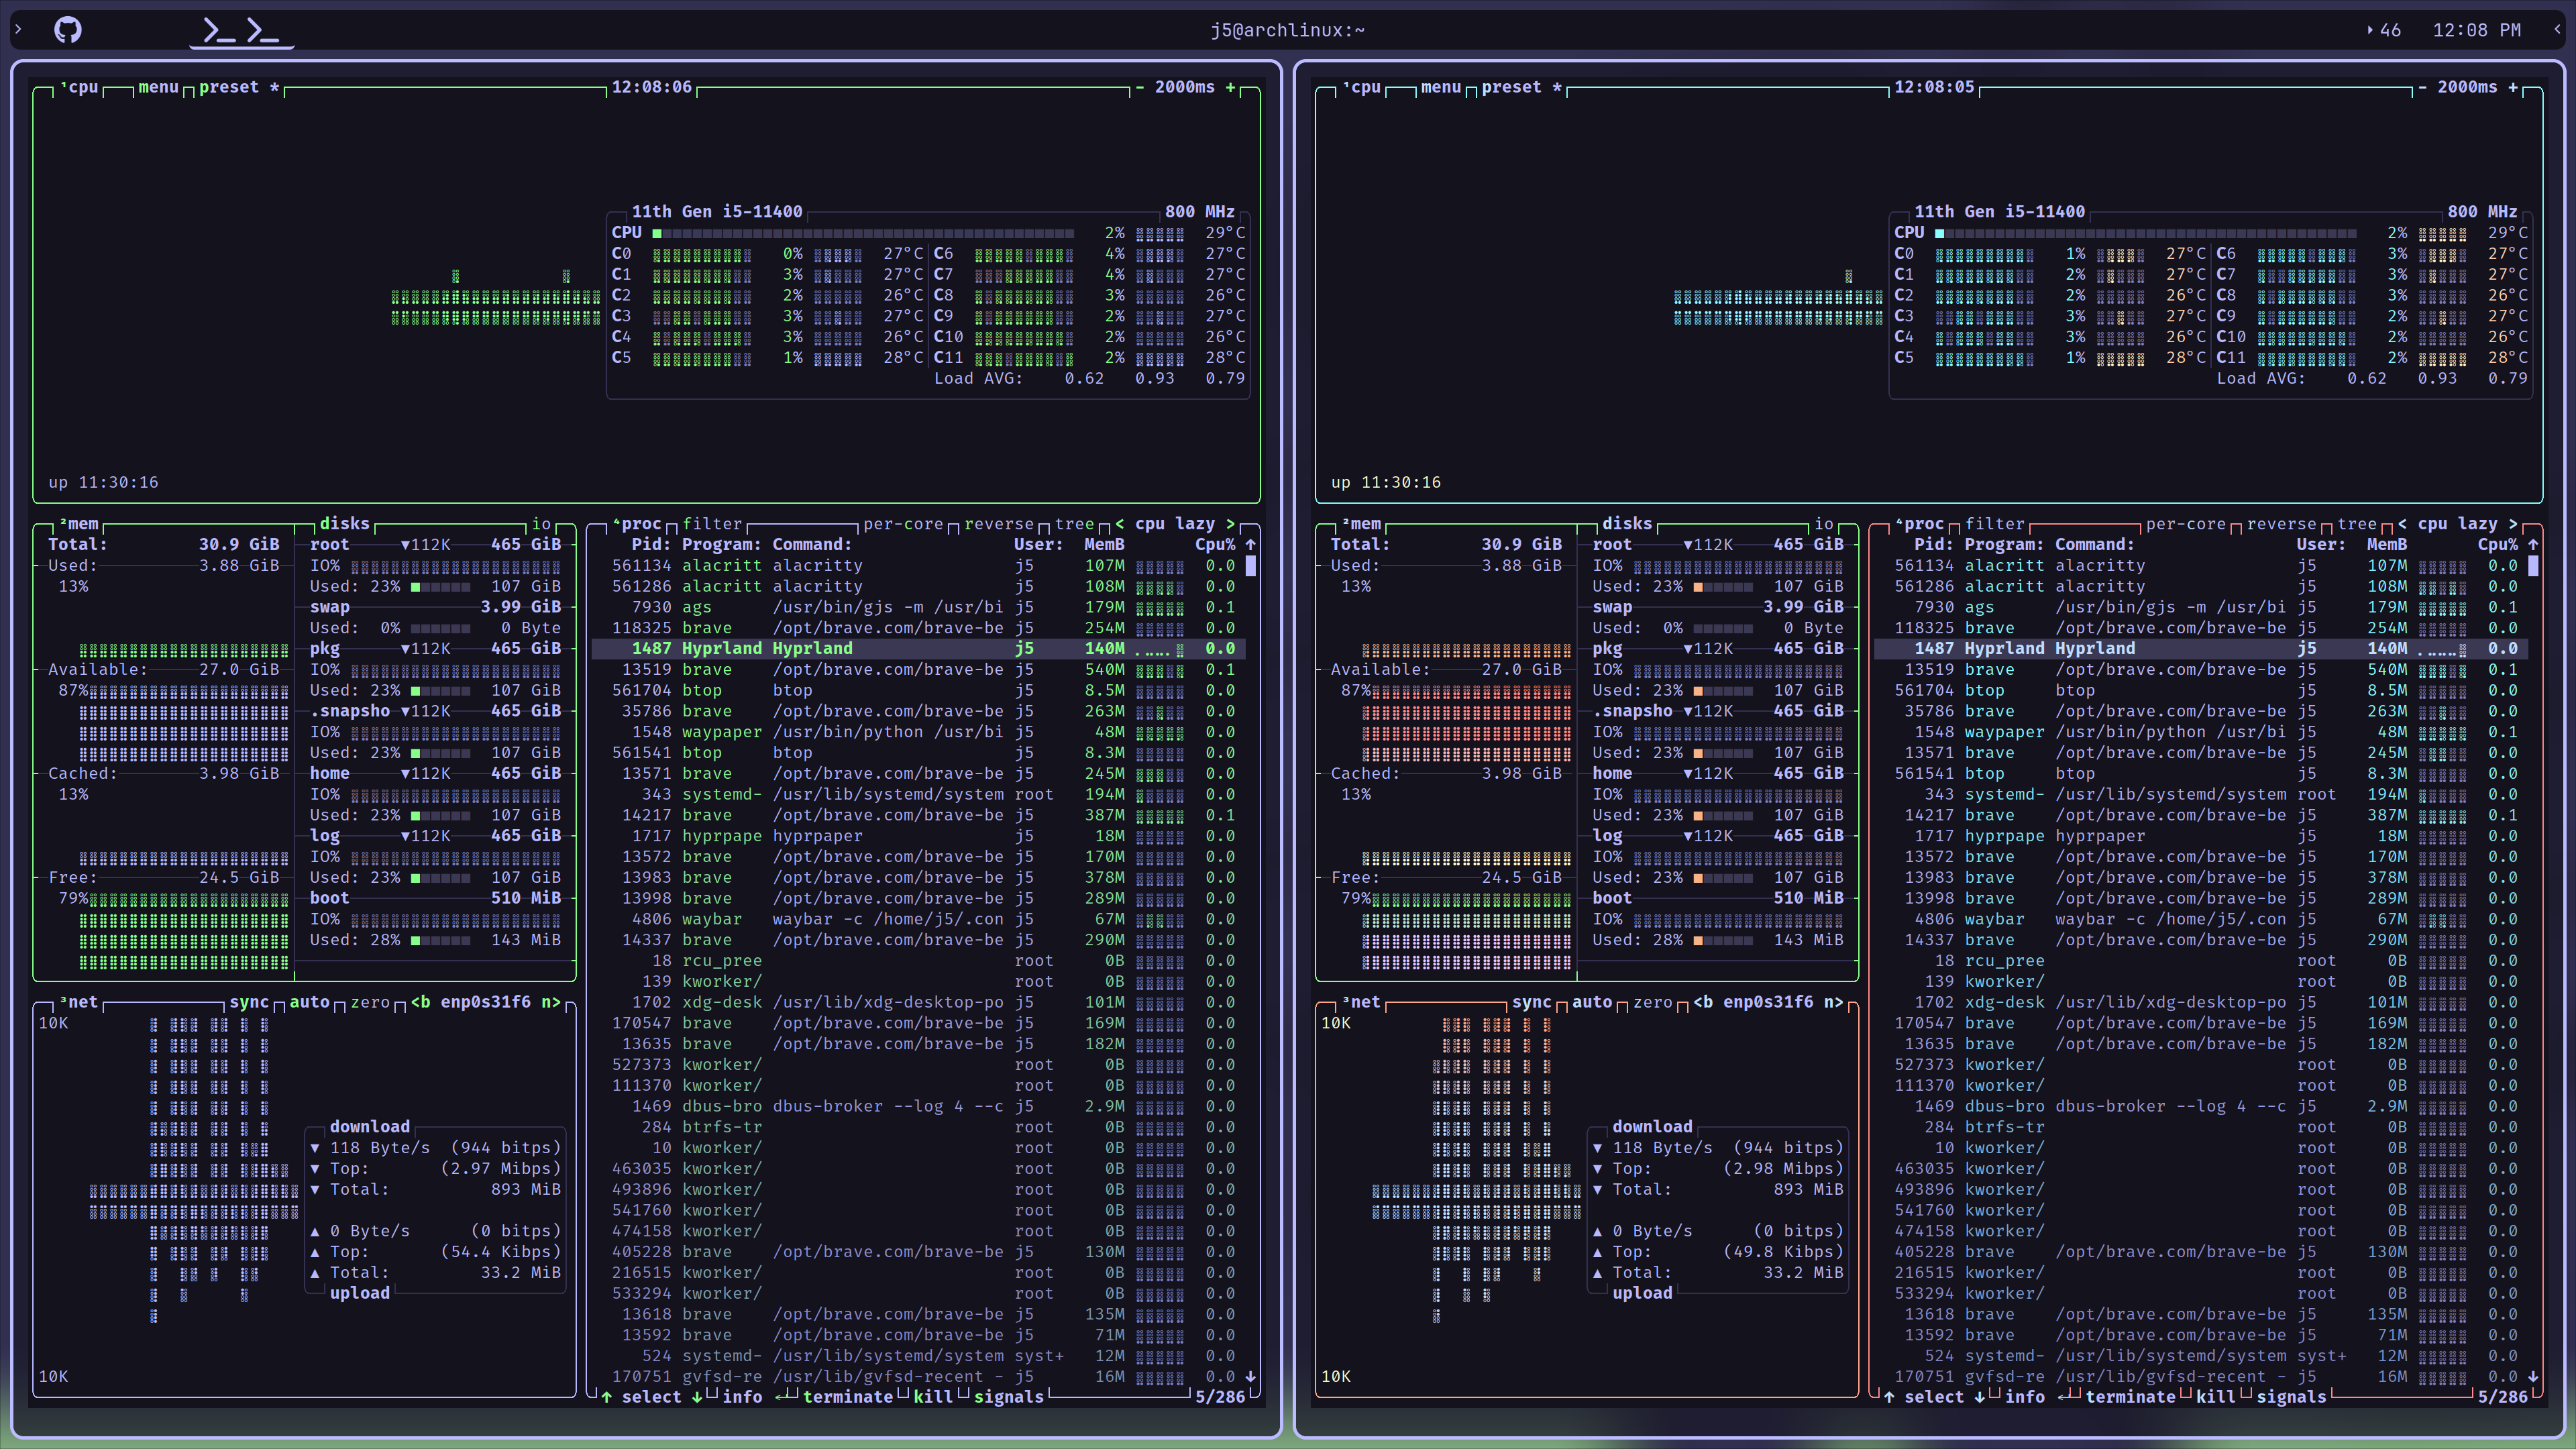 j5@archlinux:~
46
12:08 PM
¹cpu menu preset * 12:08:06 - 2000ms +
11th Gen i5-11400 800 MHz
CPU 2% 29°C
C0 0% 27°C C6 4% 27°C
C1 3% 27°C C7 4% 27°C
C2 2% 26°C C8 3% 26°C
C3 3% 27°C C9 2% 27°C
C4 3% 26°C C10 2% 26°C
C5 1% 28°C C11 2% 28°C
Load AVG: 0.62 0.93 0.79
up 11:30:16
²mem
Total: 30.9 GiB
Used: 3.88 GiB
13%
Available: 27.0 GiB
87%
Cached: 3.98 GiB
13%
Free: 24.5 GiB
79%
disks io
root ▼112K 465 GiB
IO%
Used: 23% 107 GiB
swap 3.99 GiB
Used: 0% 0 Byte
pkg ▼112K 465 GiB
IO%
Used: 23% 107 GiB
.snapsho ▼112K 465 GiB
IO%
Used: 23% 107 GiB
home ▼112K 465 GiB
IO%
Used: 23% 107 GiB
log ▼112K 465 GiB
IO%
Used: 23% 107 GiB
boot 510 MiB
IO%
Used: 28% 143 MiB
³net sync auto zero <b enp0s31f6 n>
10K
download
▼ 118 Byte/s (944 bitps)
▼ Top: (2.97 Mibps)
▼ Total: 893 MiB
▲ 0 Byte/s (0 bitps)
▲ Top: (54.4 Kibps)
▲ Total: 33.2 MiB
upload
10K
⁴proc filter per-core reverse tree < cpu lazy >
Pid: Program: Command: User: MemB Cpu% ↑
561134 alacritt alacritty j5 107M 0.0
561286 alacritt alacritty j5 108M 0.0
7930 ags /usr/bin/gjs -m /usr/bi j5 179M 0.1
118325 brave /opt/brave.com/brave-be j5 254M 0.0
1487 Hyprland Hyprland j5 140M 0.0
13519 brave /opt/brave.com/brave-be j5 540M 0.1
561704 btop btop j5 8.5M 0.0
35786 brave /opt/brave.com/brave-be j5 263M 0.0
1548 waypaper /usr/bin/python /usr/bi j5 48M 0.1
561541 btop btop j5 8.3M 0.0
13571 brave /opt/brave.com/brave-be j5 245M 0.0
343 systemd- /usr/lib/systemd/system root 194M 0.0
14217 brave /opt/brave.com/brave-be j5 387M 0.1
1717 hyprpape hyprpaper j5 18M 0.0
13572 brave /opt/brave.com/brave-be j5 170M 0.0
13983 brave /opt/brave.com/brave-be j5 378M 0.0
13998 brave /opt/brave.com/brave-be j5 289M 0.0
4806 waybar waybar -c /home/j5/.con j5 67M 0.0
14337 brave /opt/brave.com/brave-be j5 290M 0.0
18 rcu_pree root 0B 0.0
139 kworker/ root 0B 0.0
1702 xdg-desk /usr/lib/xdg-desktop-po j5 101M 0.0
170547 brave /opt/brave.com/brave-be j5 169M 0.0
13635 brave /opt/brave.com/brave-be j5 182M 0.0
527373 kworker/ root 0B 0.0
111370 kworker/ root 0B 0.0
1469 dbus-bro dbus-broker --log 4 --c j5 2.9M 0.0
284 btrfs-tr root 0B 0.0
10 kworker/ root 0B 0.0
463035 kworker/ root 0B 0.0
493896 kworker/ root 0B 0.0
541760 kworker/ root 0B 0.0
474158 kworker/ root 0B 0.0
405228 brave /opt/brave.com/brave-be j5 130M 0.0
216515 kworker/ root 0B 0.0
533294 kworker/ root 0B 0.0
13618 brave /opt/brave.com/brave-be j5 135M 0.0
13592 brave /opt/brave.com/brave-be j5 71M 0.0
524 systemd- /usr/lib/systemd/system syst+ 12M 0.0
170751 gvfsd-re /usr/lib/gvfsd-recent - j5 16M 0.0 ↓
↑ select ↓ info ↵ terminate kill signals 5/286
¹cpu menu preset * 12:08:05 - 2000ms +
11th Gen i5-11400 800 MHz
CPU 2% 29°C
C0 1% 27°C C6 3% 27°C
C1 2% 27°C C7 3% 27°C
C2 2% 26°C C8 3% 26°C
C3 3% 27°C C9 2% 27°C
C4 3% 26°C C10 2% 26°C
C5 1% 28°C C11 2% 28°C
Load AVG: 0.62 0.93 0.79
up 11:30:16
²mem
Total: 30.9 GiB
Used: 3.88 GiB
13%
Available: 27.0 GiB
87%
Cached: 3.98 GiB
13%
Free: 24.5 GiB
79%
disks io
root ▼112K 465 GiB
IO%
Used: 23% 107 GiB
swap 3.99 GiB
Used: 0% 0 Byte
pkg ▼112K 465 GiB
IO%
Used: 23% 107 GiB
.snapsho ▼112K 465 GiB
IO%
Used: 23% 107 GiB
home ▼112K 465 GiB
IO%
Used: 23% 107 GiB
log ▼112K 465 GiB
IO%
Used: 23% 107 GiB
boot 510 MiB
IO%
Used: 28% 143 MiB
³net sync auto zero <b enp0s31f6 n>
10K
download
▼ 118 Byte/s (944 bitps)
▼ Top: (2.98 Mibps)
▼ Total: 893 MiB
▲ 0 Byte/s (0 bitps)
▲ Top: (49.8 Kibps)
▲ Total: 33.2 MiB
upload
10K
⁴proc filter per-core reverse tree < cpu lazy >
Pid: Program: Command: User: MemB Cpu% ↑
561134 alacritt alacritty j5 107M 0.0
561286 alacritt alacritty j5 108M 0.0
7930 ags /usr/bin/gjs -m /usr/bi j5 179M 0.1
118325 brave /opt/brave.com/brave-be j5 254M 0.0
1487 Hyprland Hyprland j5 140M 0.0
13519 brave /opt/brave.com/brave-be j5 540M 0.1
561704 btop btop j5 8.5M 0.0
35786 brave /opt/brave.com/brave-be j5 263M 0.0
1548 waypaper /usr/bin/python /usr/bi j5 48M 0.1
13571 brave /opt/brave.com/brave-be j5 245M 0.0
561541 btop btop j5 8.3M 0.0
343 systemd- /usr/lib/systemd/system root 194M 0.0
14217 brave /opt/brave.com/brave-be j5 387M 0.1
1717 hyprpape hyprpaper j5 18M 0.0
13572 brave /opt/brave.com/brave-be j5 170M 0.0
13983 brave /opt/brave.com/brave-be j5 378M 0.0
13998 brave /opt/brave.com/brave-be j5 289M 0.0
4806 waybar waybar -c /home/j5/.con j5 67M 0.0
14337 brave /opt/brave.com/brave-be j5 290M 0.0
18 rcu_pree root 0B 0.0
139 kworker/ root 0B 0.0
1702 xdg-desk /usr/lib/xdg-desktop-po j5 101M 0.0
170547 brave /opt/brave.com/brave-be j5 169M 0.0
13635 brave /opt/brave.com/brave-be j5 182M 0.0
527373 kworker/ root 0B 0.0
111370 kworker/ root 0B 0.0
1469 dbus-bro dbus-broker --log 4 --c j5 2.9M 0.0
284 btrfs-tr root 0B 0.0
10 kworker/ root 0B 0.0
463035 kworker/ root 0B 0.0
493896 kworker/ root 0B 0.0
541760 kworker/ root 0B 0.0
474158 kworker/ root 0B 0.0
405228 brave /opt/brave.com/brave-be j5 130M 0.0
216515 kworker/ root 0B 0.0
533294 kworker/ root 0B 0.0
13618 brave /opt/brave.com/brave-be j5 135M 0.0
13592 brave /opt/brave.com/brave-be j5 71M 0.0
524 systemd- /usr/lib/systemd/system syst+ 12M 0.0
170751 gvfsd-re /usr/lib/gvfsd-recent - j5 16M 0.0 ↓
↑ select ↓ info ↵ terminate kill signals 5/286